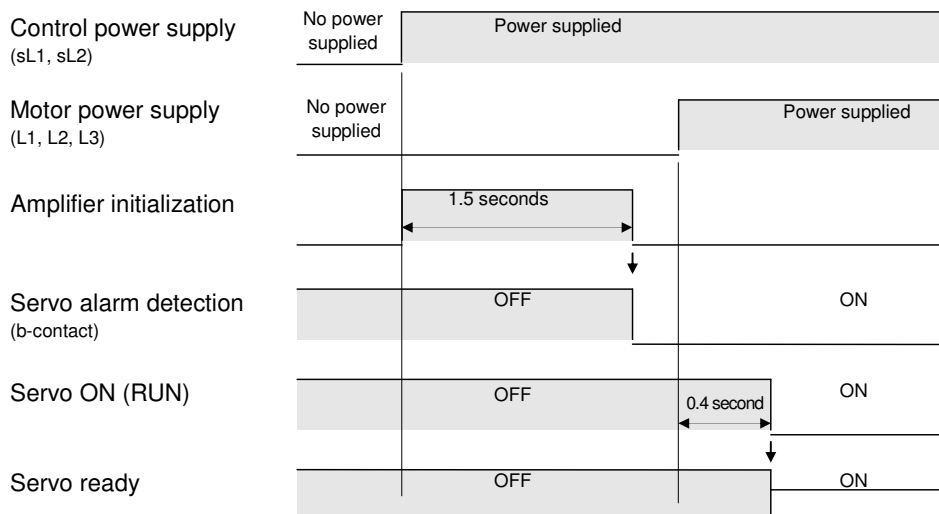 Control power supply
(sL1, sL2)
No power
supplied
Power supplied
Motor power supply
(L1, L2, L3)
No power
supplied
Power supplied
Amplifier initialization
1.5 seconds
Servo alarm detection
(b-contact)
OFF
ON
Servo ON (RUN)
OFF
0.4 second
ON
Servo ready
OFF
ON